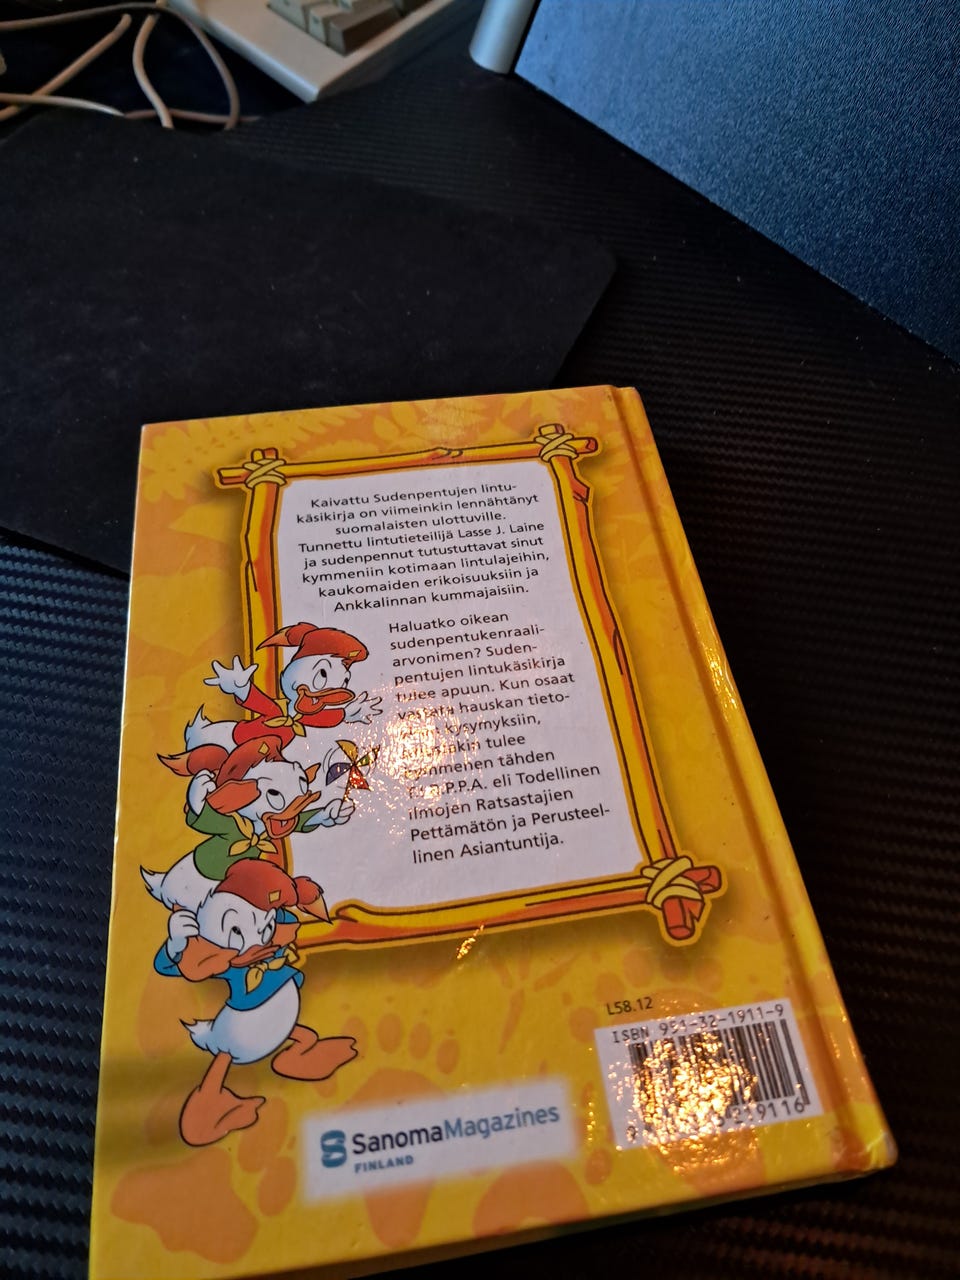 Kaivattu Sudenpentujen lintu-
käsikirja on viimeinkin lennähtänyt
suomalaisten ulottuville.
Tunnettu lintutieteilijä Lasse J. Laine
ja sudenpennut tutustuttavat sinut
kymmeniin kotimaan lintulajeihin,
kaukomaiden erikoisuuksiin ja
Ankkalinnan kummajaisiin.
Haluatko oikean
sudenpentukenraali-
arvonimen? Suden-
pentujen lintukäsikirja
tulee apuun. Kun osaat
vastata hauskan tieto-
kysymyksiin,
tulee
kymmenen tähden
eli Todellinen
ilmojen Ratsastajien
Pettämätön ja Perusteel-
linen Asiantuntija.
L58.12
ISBN 951-32-1911-9
219116
SanomaMagazines
FINLAND